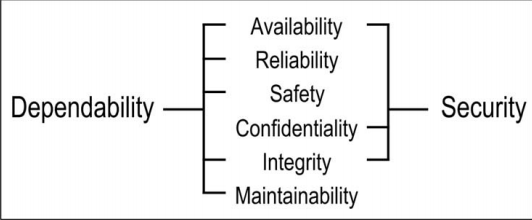 Availability
Reliability
Safety
Dependability
Security
Confidentiality
Integrity
Maintainability